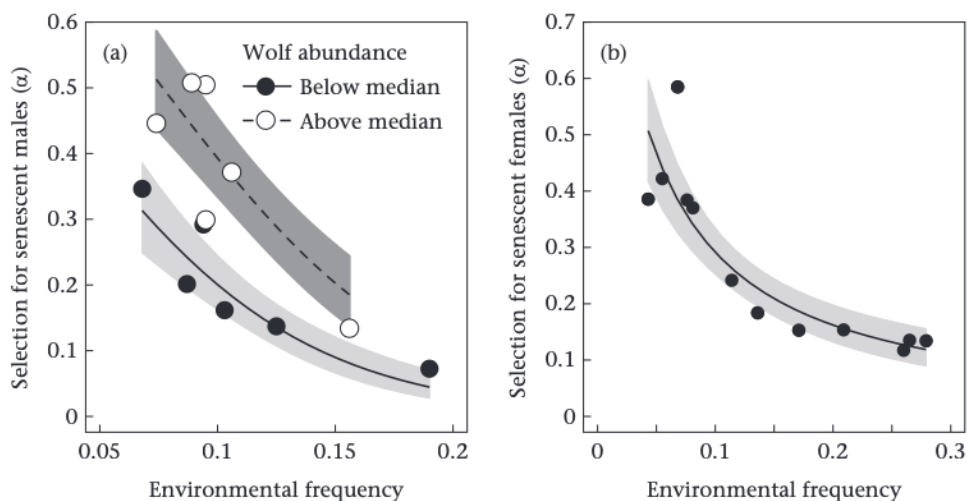 (a)
Wolf abundance
Below median
Above median
0.6
0.5
0.4
0.3
0.2
0.1
0
Selection for senescent males (α)
0.05
0.1
0.15
0.2
Environmental frequency
(b)
0.7
0.6
0.5
0.4
0.3
0.2
0.1
0
Selection for senescent females (α)
0
0.1
0.2
0.3
Environmental frequency